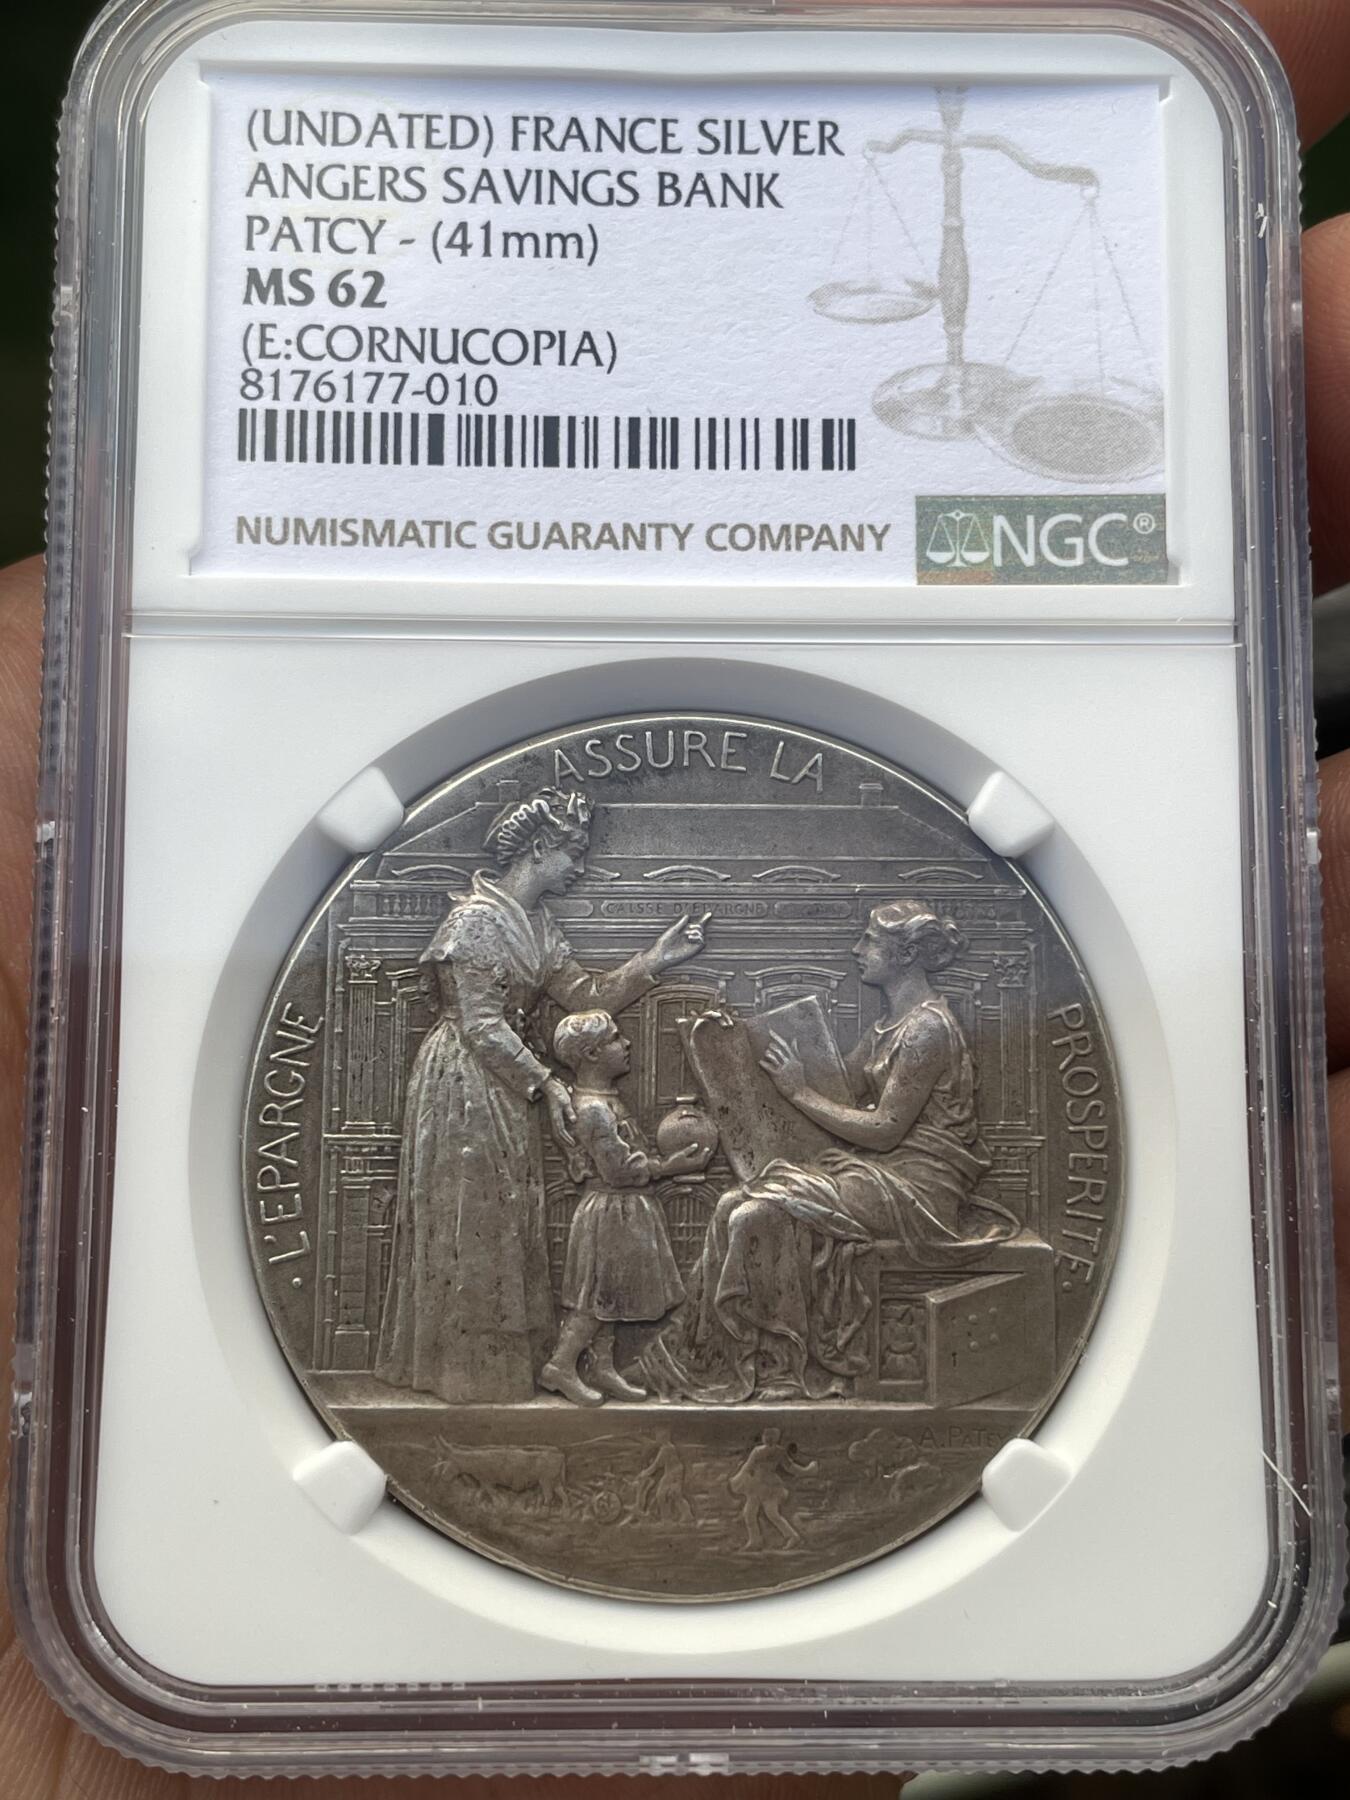 (UNDATED) FRANCE SILVER
ANGERS SAVINGS BANK
PATCY - (41mm)
MS 62
(E:CORNUCOPIA)
8176177-010
NUMISMATIC GUARANTY COMPANY
NGC®
ASSURE LA
CAISSE D'EPARGNE
· L'EPARGNE
PROSPERITE ·
A. PATEY